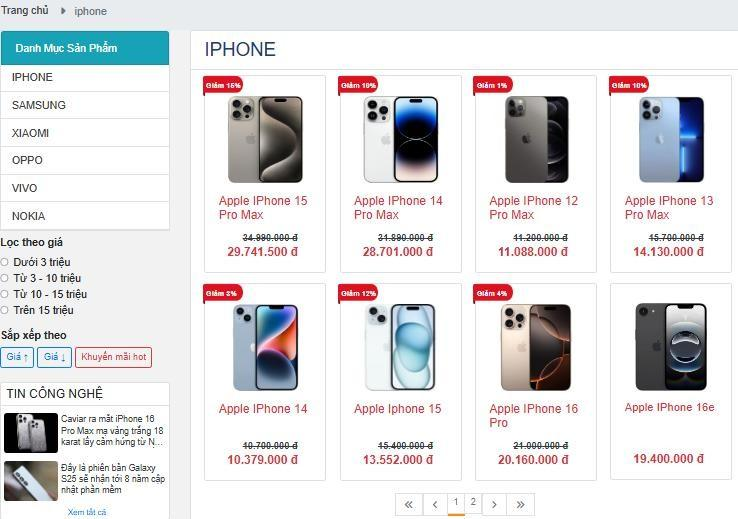 Trang chủ
iphone
Danh Mục Sản Phẩm
IPHONE
SAMSUNG
XIAOMI
OPPO
VIVO
NOKIA
Lọc theo giá
Dưới 3 triệu
Từ 3 - 10 triệu
Từ 10 - 15 triệu
Trên 15 triệu
Sắp xếp theo
Giá ↑
Giá ↓
Khuyến mãi hot
TIN CÔNG NGHỆ
Caviar ra mắt iPhone 16
Pro Max mạ vàng trắng 18
karat lấy cảm hứng từ N...
Đây là phiên bản Galaxy
S25 sẽ nhận tới 8 năm cập
nhật phần mềm
Xem tất cả
IPHONE
Giảm 15%
Apple IPhone 15
Pro Max
34.990.000 đ
29.741.500 đ
Giảm 10%
Apple IPhone 14
Pro Max
31.890.000 đ
28.701.000 đ
Giảm 1%
Apple IPhone 12
Pro Max
11.200.000 đ
11.088.000 đ
Giảm 10%
Apple IPhone 13
Pro Max
15.700.000 đ
14.130.000 đ
Giảm 3%
Apple IPhone 14
10.700.000 đ
10.379.000 đ
Giảm 12%
Apple Iphone 15
15.400.000 đ
13.552.000 đ
Giảm 4%
Apple IPhone 16
Pro
21.000.000 đ
20.160.000 đ
Apple IPhone 16e
19.400.000 đ
« ‹ 1 2 › »